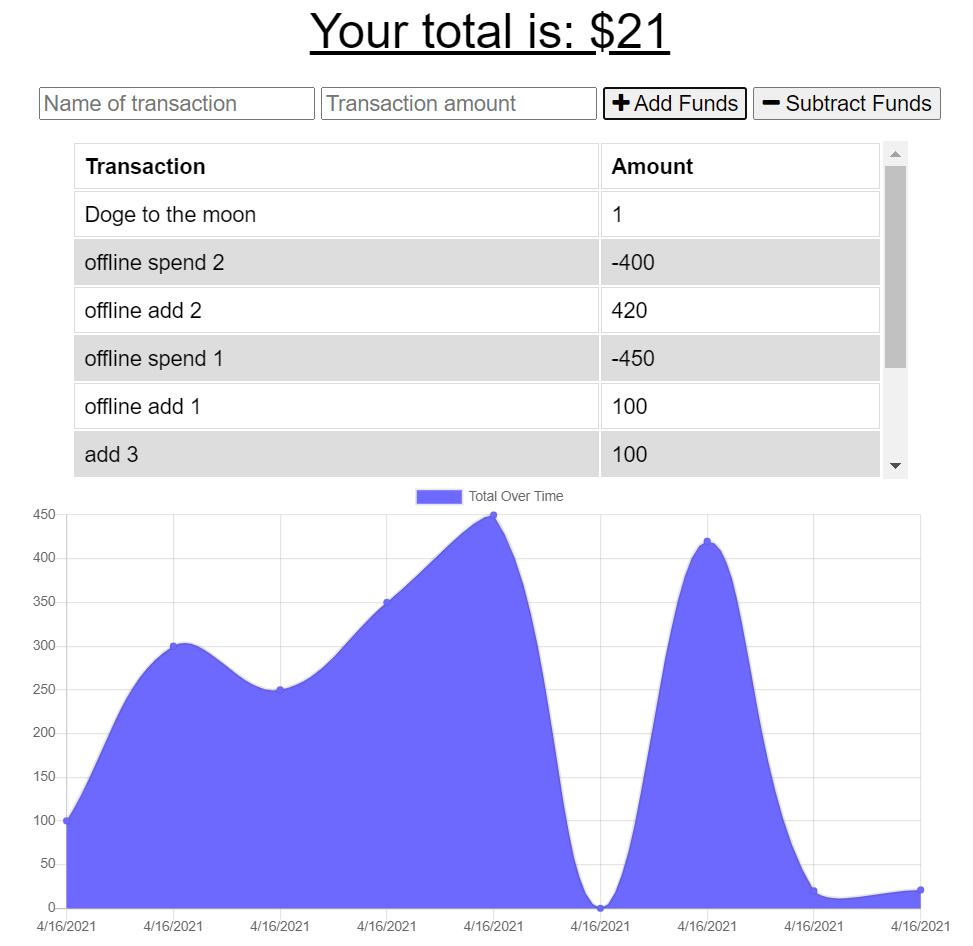 Your total is: $21
Name of transaction Transaction amount Add Funds Subtract Funds
Transaction Amount
Doge to the moon 1
offline spend 2 -400
offline add 2 420
offline spend 1 -450
offline add 1 100
add 3 100
Total Over Time
450
400
350
300
250
200
150
100
50
0
4/16/2021 4/16/2021 4/16/2021 4/16/2021 4/16/2021 4/16/2021 4/16/2021 4/16/2021 4/16/2021